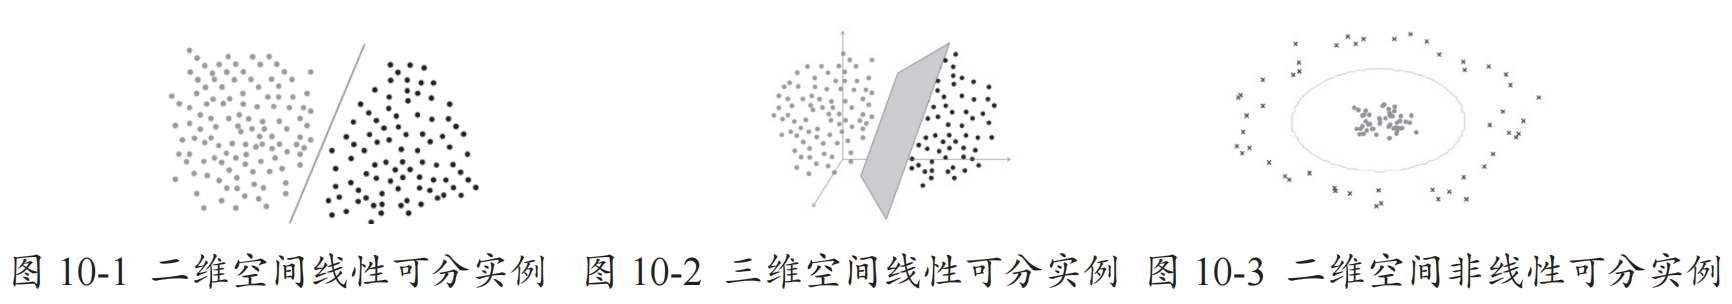 图 10-1 二维空间线性可分实例
图 10-2 三维空间线性可分实例
图 10-3 二维空间非线性可分实例